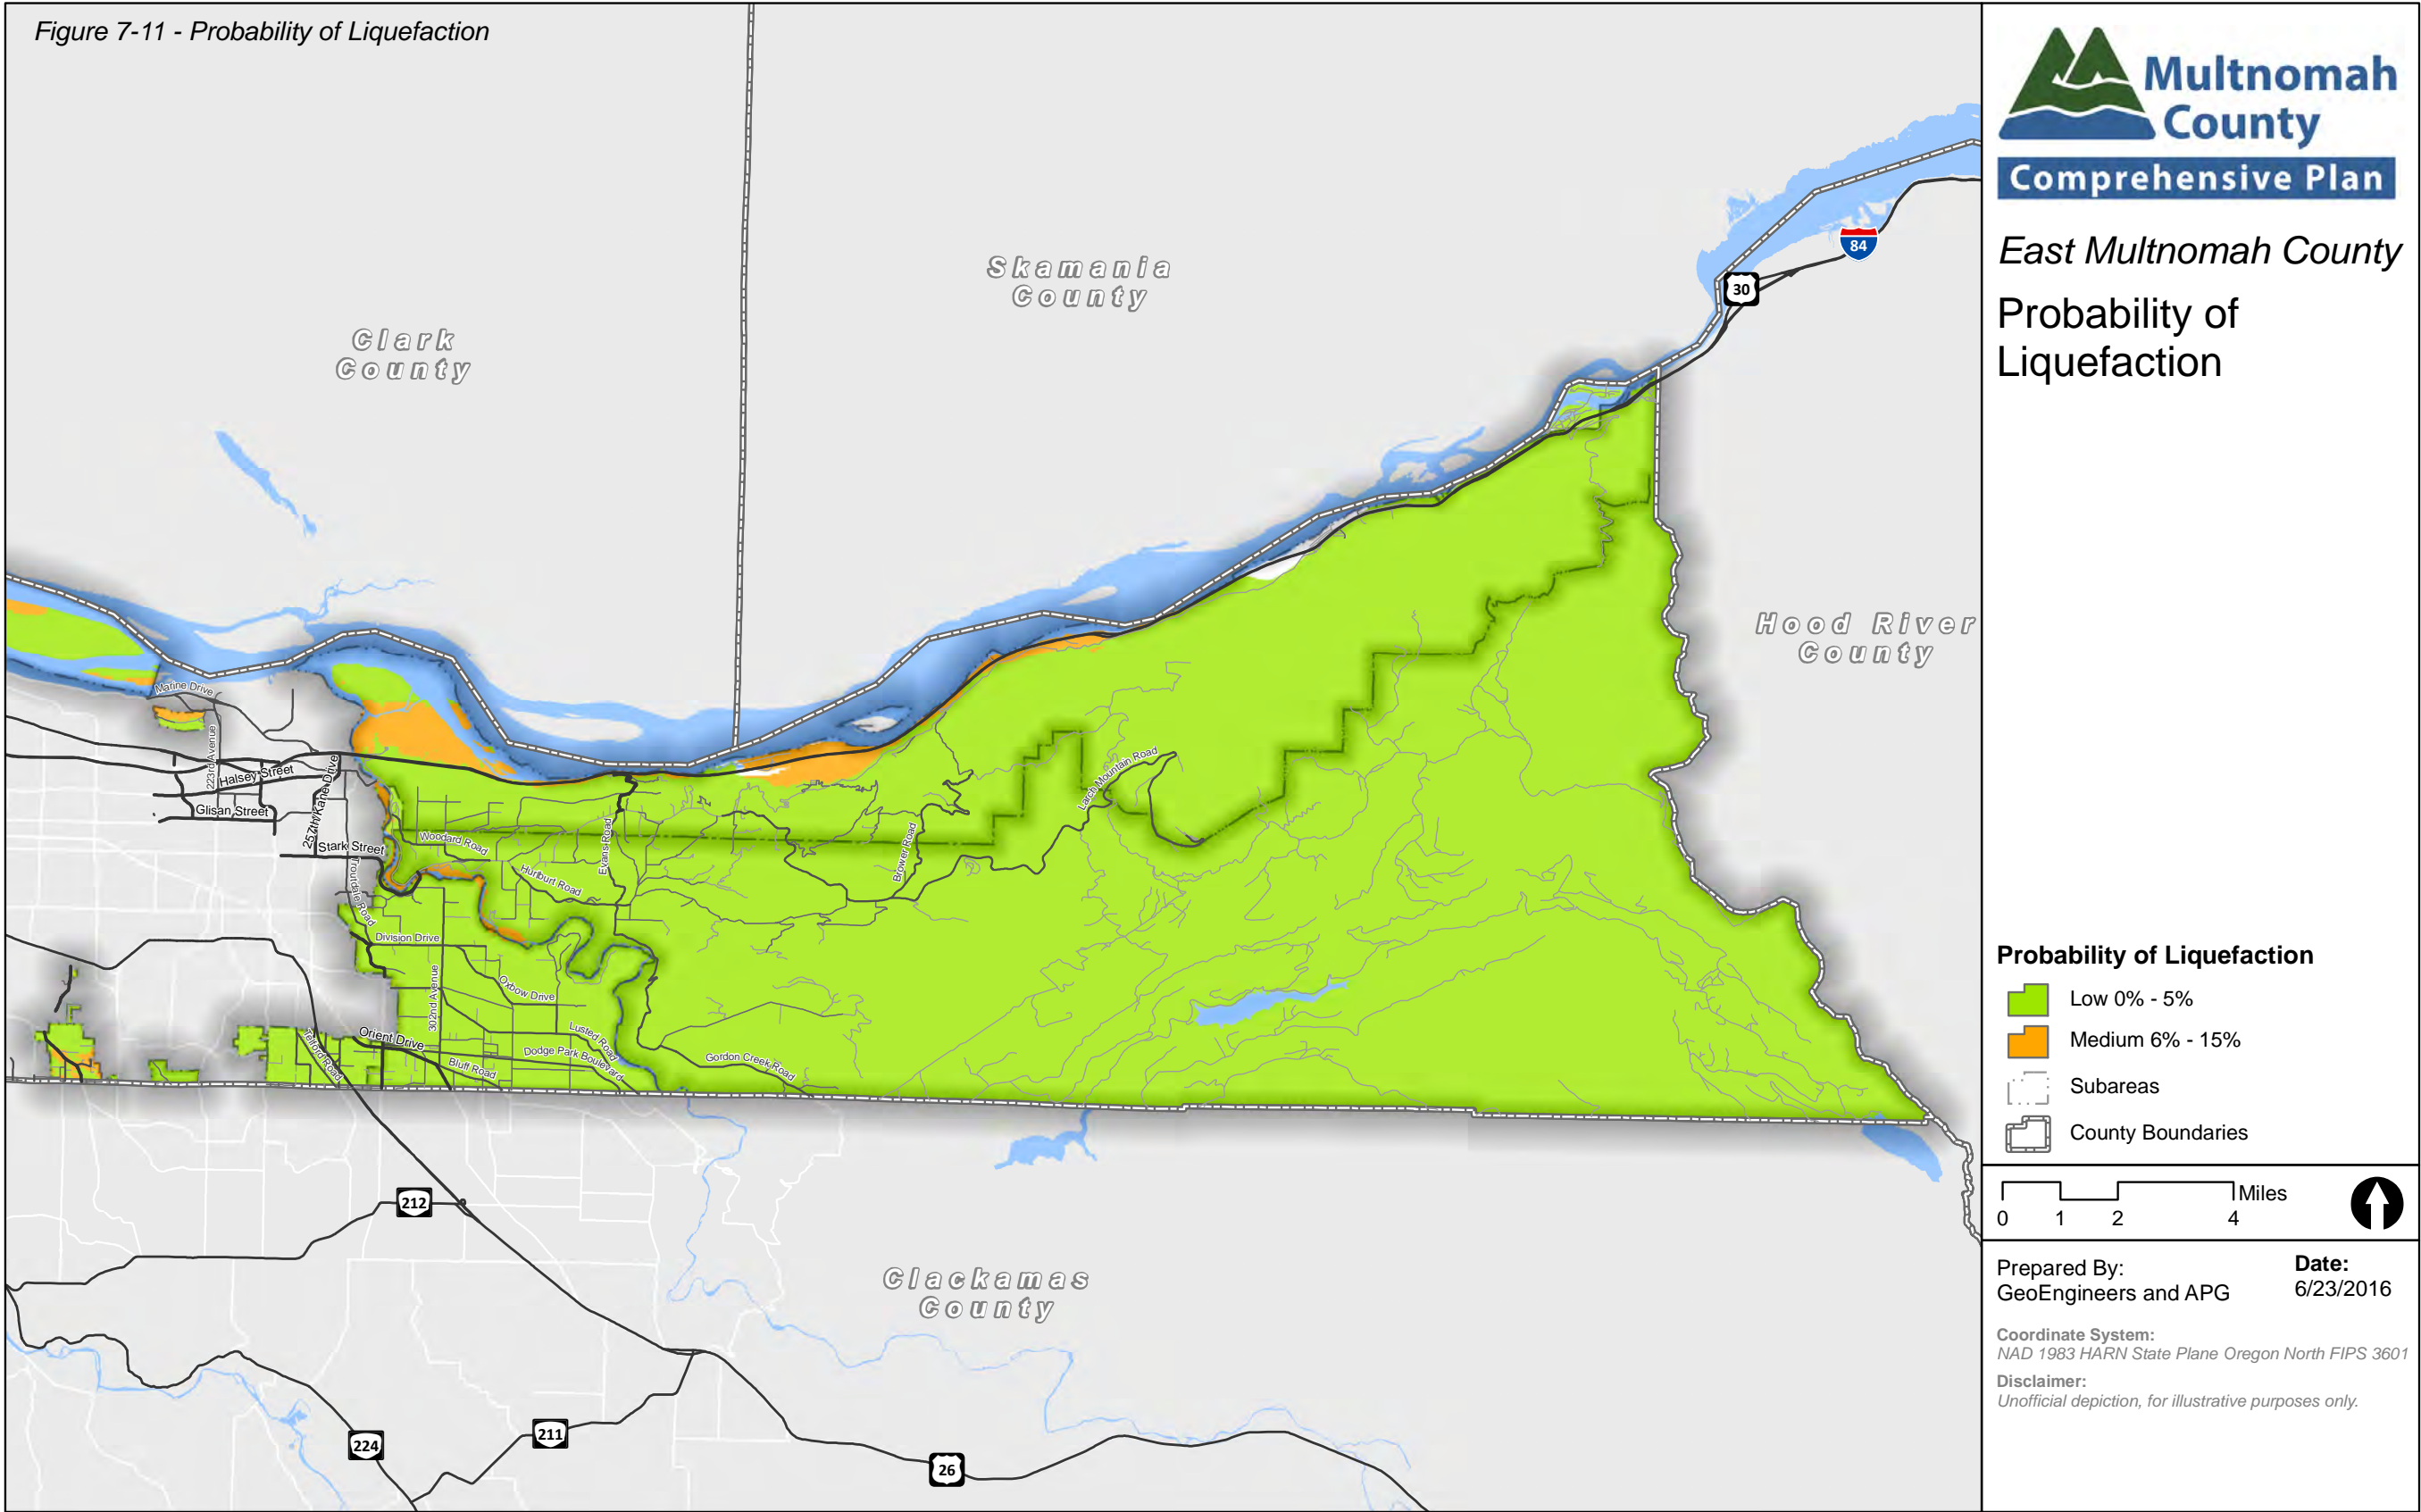 Figure 7-11 - Probability of Liquefaction
Clark
County
Skamania
County
Hood River
County
Clackamas
County
84
30
Marine Drive
223rd Avenue
Halsey Street
Glisan Street
257th/Kane Drive
Stark Street
Troutdale Road
Woodard Road
Hurlburt Road
Evans Road
Brower Road
Larch Mountain Road
Division Drive
302nd Avenue
Oxbow Drive
Lusted Road
Orient Drive
Telford Road
Bluff Road
Dodge Park Boulevard
Gordon Creek Road
212
224
211
26
Multnomah
County
Comprehensive Plan
East Multnomah County
Probability of
Liquefaction
Probability of Liquefaction
Low 0% - 5%
Medium 6% - 15%
Subareas
County Boundaries
Miles
0 1 2 4
Prepared By:
GeoEngineers and APG
Date:
6/23/2016
Coordinate System:
NAD 1983 HARN State Plane Oregon North FIPS 3601
Disclaimer:
Unofficial depiction, for illustrative purposes only.